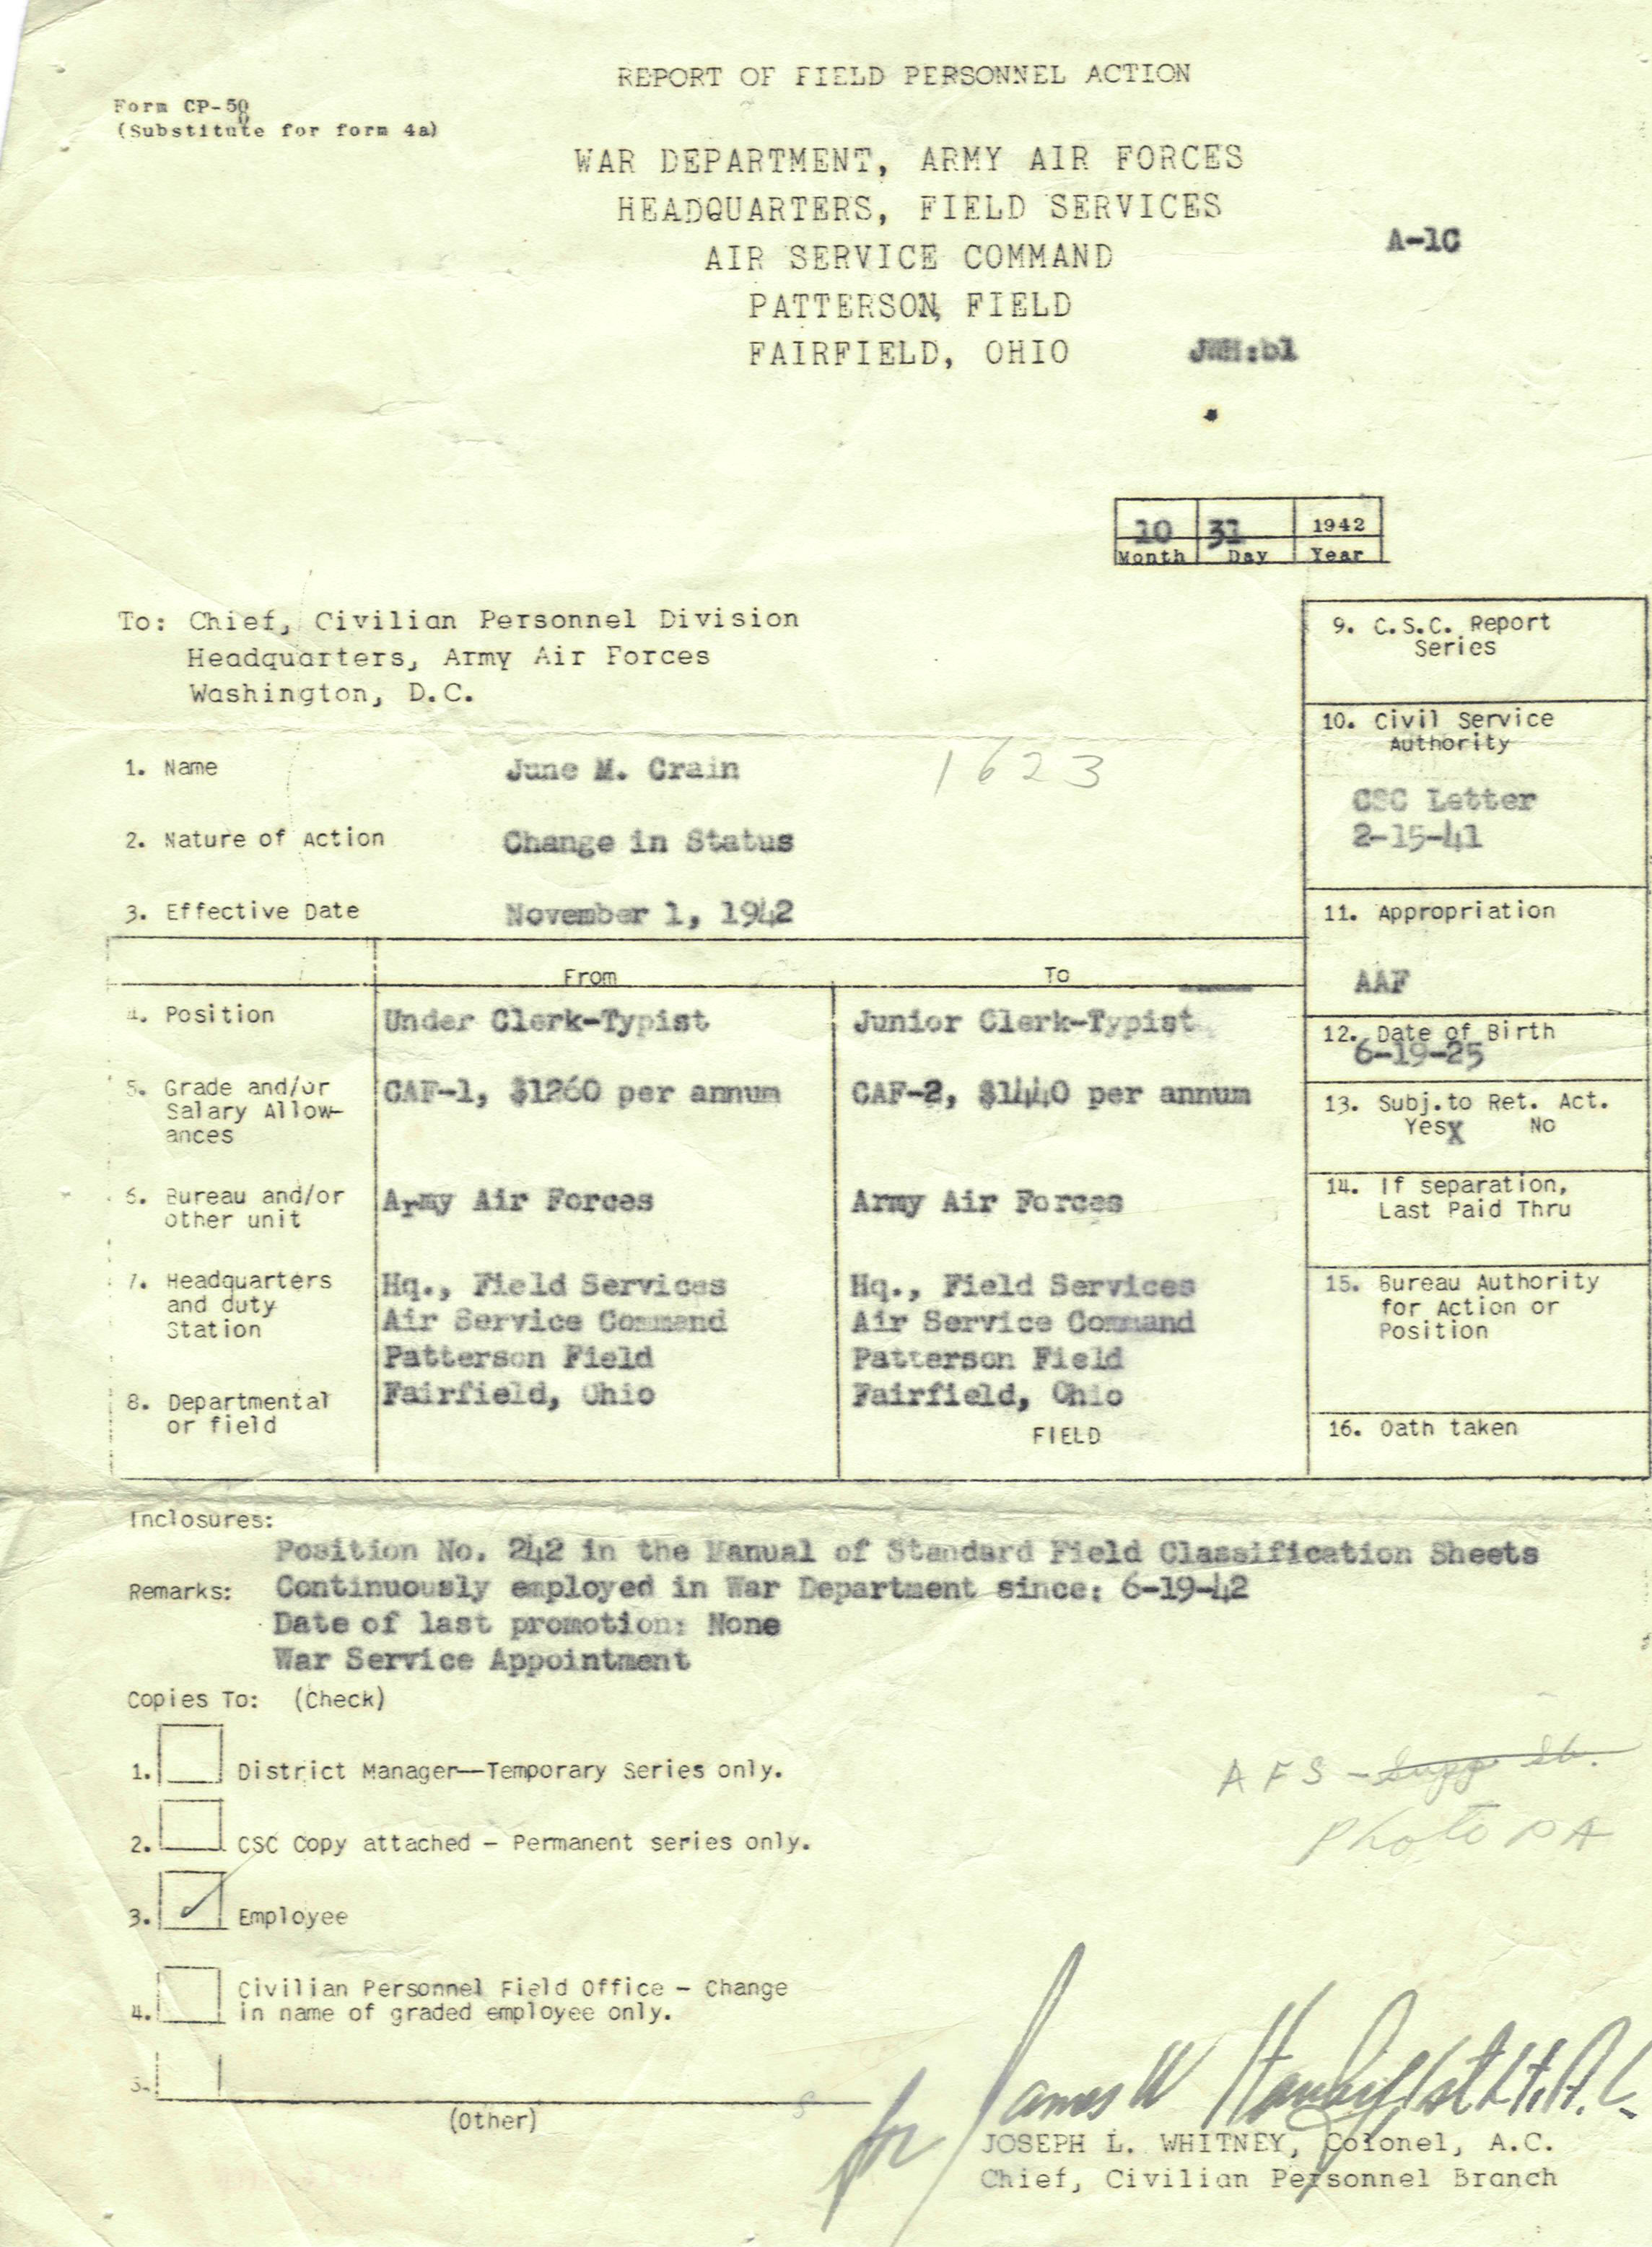 REPORT OF FIELD PERSONNEL ACTION
Form CP-50
(Substitute for form 4a)
WAR DEPARTMENT, ARMY AIR FORCES
HEADQUARTERS, FIELD SERVICES
AIR SERVICE COMMAND
A-1C
PATTERSON FIELD
FAIRFIELD, OHIO
JWH:bl
10 31 1942
Month Day Year
To: Chief, Civilian Personnel Division
Headquarters, Army Air Forces
Washington, D.C.
1. Name June M. Crain 1623
2. Nature of Action Change in Status
3. Effective Date November 1, 1942
From To
4. Position Under Clerk-Typist Junior Clerk-Typist
5. Grade and/or CAF-1, $1260 per annum CAF-2, $1440 per annum
Salary Allow-
ances
6. Bureau and/or Army Air Forces Army Air Forces
other unit
7. Headquarters Hq., Field Services Hq., Field Services
and duty Air Service Command Air Service Command
Station Patterson Field Patterson Field
8. Departmental Fairfield, Ohio Fairfield, Ohio
or field FIELD
9. C.S.C. Report
Series
10. Civil Service
Authority
CSC Letter
2-15-41
11. Appropriation
AAF
12. Date of Birth
6-19-25
13. Subj.to Ret. Act.
YesX No
14. If separation,
Last Paid Thru
15. Bureau Authority
for Action or
Position
16. Oath taken
Inclosures:
Position No. 242 in the Manual of Standard Field Classification Sheets
Remarks: Continuously employed in War Department since: 6-19-42
Date of last promotion: None
War Service Appointment
Copies To: (Check)
1. District Manager--Temporary Series only.
2. CSC Copy attached - Permanent series only.
3. ✓ Employee
4. Civilian Personnel Field Office - Change
in name of graded employee only.
5.
(Other)
AFS -
Photo PA
for James W 1st Lt. A.C.
JOSEPH L. WHITNEY, Colonel, A.C.
Chief, Civilian Personnel Branch